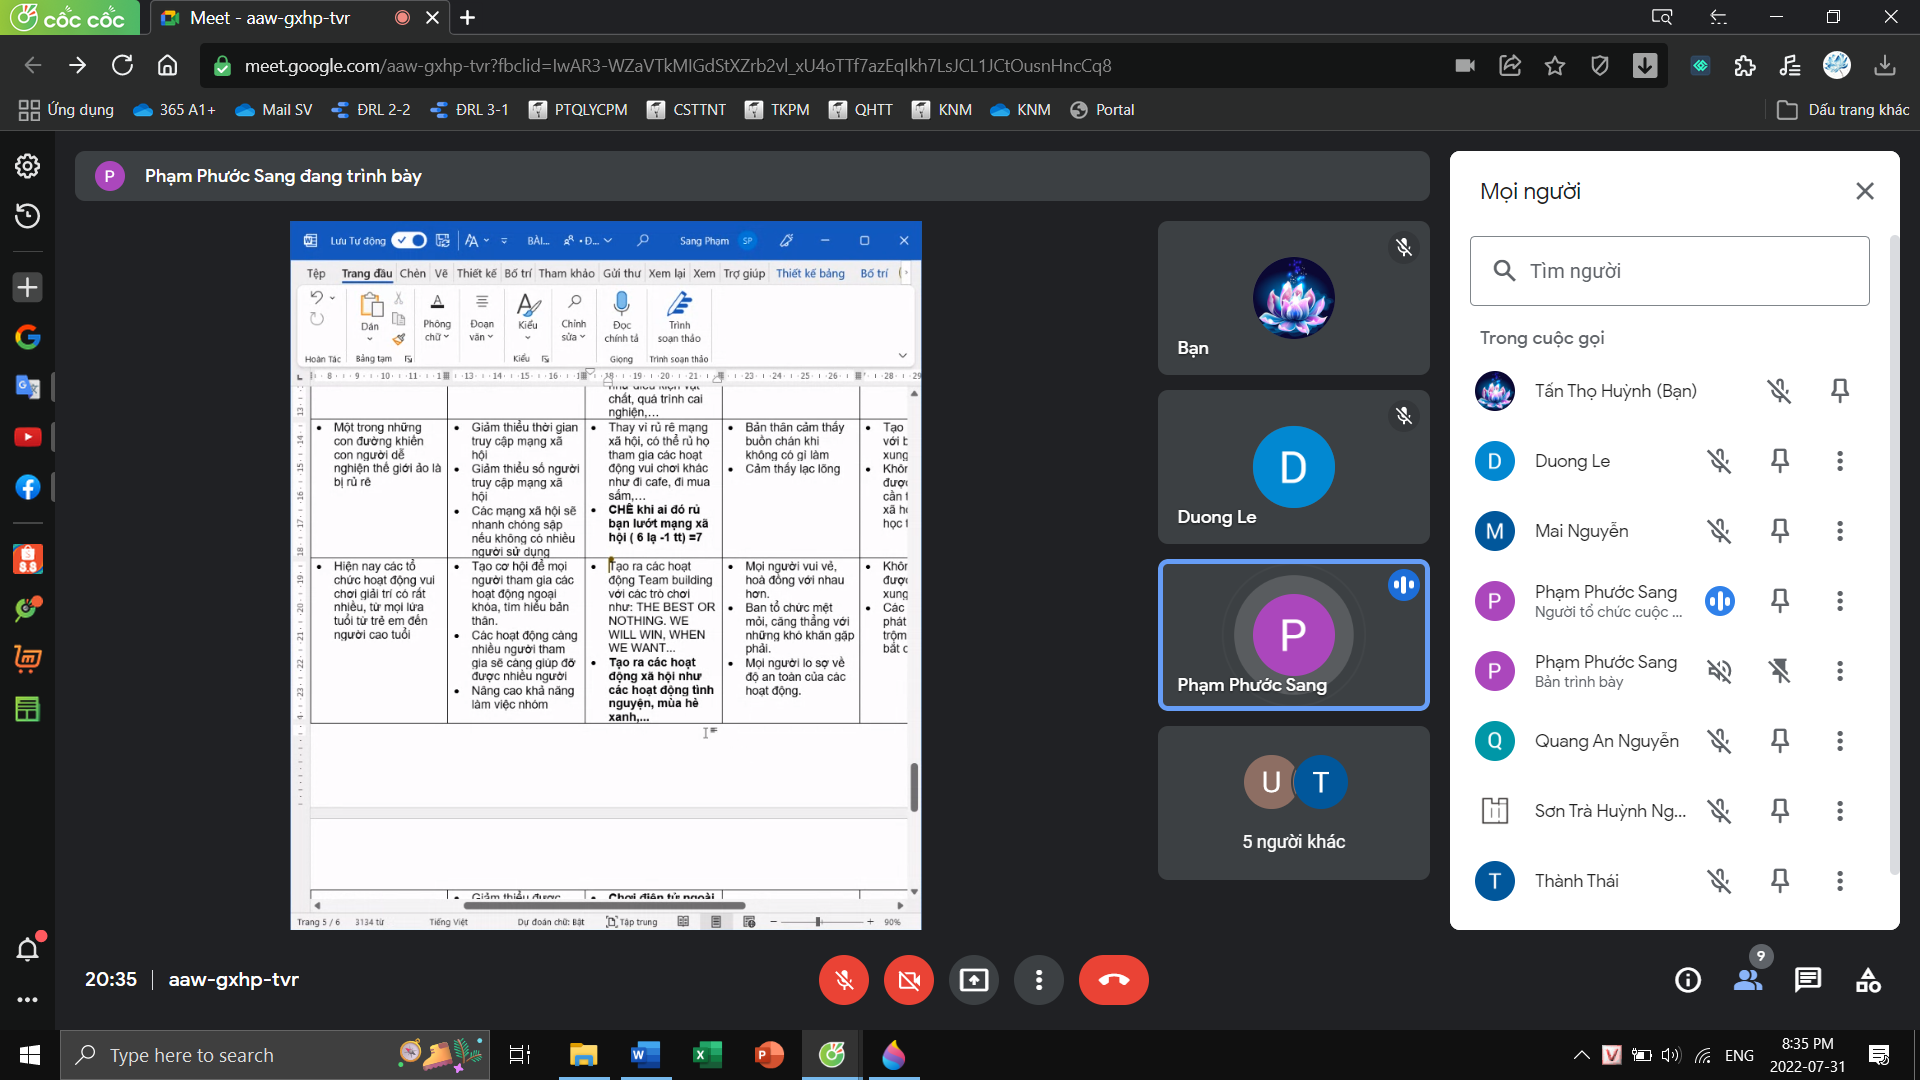 cốc cốc
Meet - aaw-gxhp-tvr
meet.google.com/aaw-gxhp-tvr?fbclid=IwAR3-WZaVTkMIGdStXZrb2vl_xU4oTTf7azEqIkh7LsJCL1JCtOusnHncCq8
Ứng dụng
365 A1+
Mail SV
ĐRL 2-2
ĐRL 3-1
PTQLYCPM
CSTTNT
TKPM
QHTT
KNM
KNM
Portal
Dấu trang khác
P
Phạm Phước Sang đang trình bày
Lưu Tự động
BÀI...
Đ...
Sang Phạm
SP
Tệp
Trang đầu
Chèn
Vẽ
Thiết kế
Bố trí
Tham khảo
Gửi thư
Xem lại
Xem
Trợ giúp
Thiết kế bảng
Bố trí
Dán
Phông
chữ
Đoạn
văn
Kiểu
Chỉnh
sửa
Đọc
chính tả
Trình
soạn thảo
Hoàn Tác
Bảng tạm
Kiểu
Giọng
Trình soạn thảo
như điều kiện vật
chất, quá trình cai
nghiện,...
• Một trong những
con đường khiến
con người dễ
nghiện thế giới ảo là
bị rủ rê
• Giảm thiểu thời gian
truy cập mạng xã
hội
• Giảm thiểu số người
truy cập mạng xã
hội
• Các mạng xã hội sẽ
nhanh chóng sập
nếu không có nhiều
người sử dụng
• Thay vì rủ rê mạng
xã hội, có thể rủ họ
tham gia các hoạt
động vui chơi khác
như đi cafe, đi mua
sắm,...
• CHÊ khi ai đó rủ
bạn lướt mạng xã
hội ( 6 lạ -1 tt) =7
• Bản thân cảm thấy
buồn chán khi
không có gì làm
• Cảm thấy lạc lõng
• Tạo
với b
xung
• Khôn
được
cần t
xã h
học t
• Hiện nay các tổ
chức hoạt động vui
chơi giải trí có rất
nhiều, từ mọi lứa
tuổi từ trẻ em đến
người cao tuổi
• Tạo cơ hội để mọi
người tham gia các
hoạt động ngoại
khóa, tìm hiểu bản
thân.
• Các hoạt động càng
nhiều người tham
gia sẽ càng giúp đỡ
được nhiều người
• Nâng cao khả năng
làm việc nhóm
• Tạo ra các hoạt
động Team building
với các trò chơi
như: THE BEST OR
NOTHING. WE
WILL WIN, WHEN
WE WANT...
• Tạo ra các hoạt
động xã hội như
các hoạt động tình
nguyện, mùa hè
xanh,...
• Mọi người vui vẻ,
hoà đồng với nhau
hơn.
• Ban tổ chức mệt
mỏi, căng thẳng với
những khó khăn gặp
phải.
• Mọi người lo sợ về
độ an toàn của các
hoạt động.
• Khôn
được
xung
• Các
phát
trộm
bắt c
• Giảm thiểu được
• Chơi điện tử ngoài
Trang 5 / 6
3134 từ
Tiếng Việt
Dự đoán chữ: Bật
Tập trung
90%
Bạn
D
Duong Le
P
Phạm Phước Sang
U
T
5 người khác
Mọi người
Tìm người
Trong cuộc gọi
Tấn Thọ Huỳnh (Bạn)
D
Duong Le
M
Mai Nguyễn
P
Phạm Phước Sang
Người tổ chức cuộc ...
P
Phạm Phước Sang
Bản trình bày
Q
Quang An Nguyễn
Sơn Trà Huỳnh Ng...
T
Thành Thái
20:35
aaw-gxhp-tvr
9
Type here to search
ENG
8:35 PM
2022-07-31